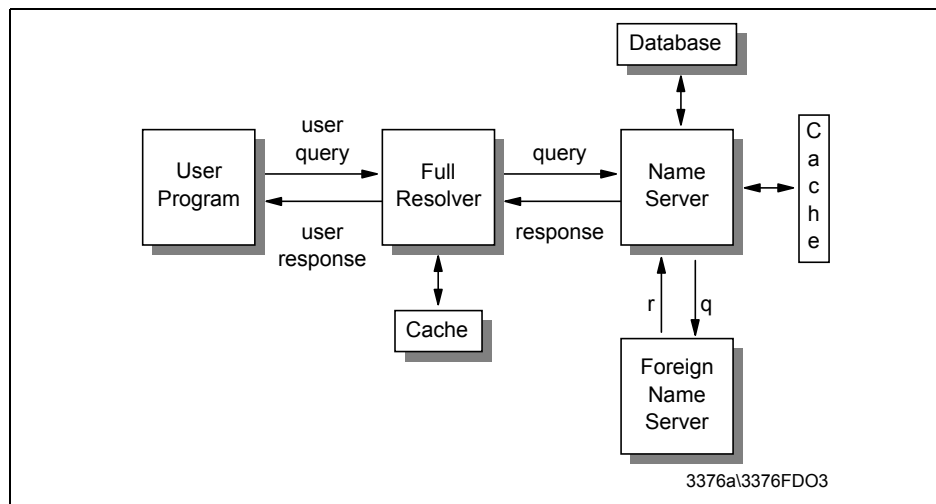 Database
user
query
query
User
Program
Full
Resolver
Name
Server
Cache
user
response
response
Cache
r
q
Foreign
Name
Server
3376a\3376FDO3